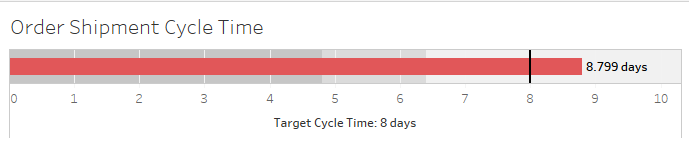 Order Shipment Cycle Time
8.799 days
0 1 2 3 4 5 6 7 8 9 10
Target Cycle Time: 8 days